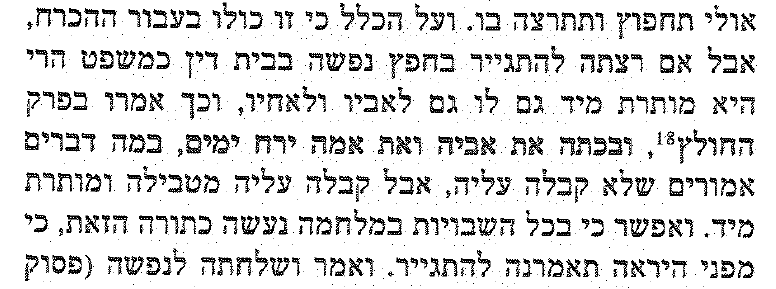 אולי תחפוץ ותתרצה בו. ועל הכלל כי זו כולו בעבור ההכרח,
אבל אם רצתה להתגייר בחפץ נפשה בבית דין כמשפט הרי
היא מותרת מיד גם לו גם לאביו ולאחיו, וכך אמרו בפרק
החולץ18, ובכתה את אביה ואת אמה ירח ימים, במה דברים
אמורים שלא קבלה עליה, אבל קבלה עליה מטבילה ומותרת
מיד. ואפשר כי בכל השבויות במלחמה נעשה כתורה הזאת, כי
מפני היראה תאמרנה להתגייר. ואמר ושלחתה לנפשה (פסוק